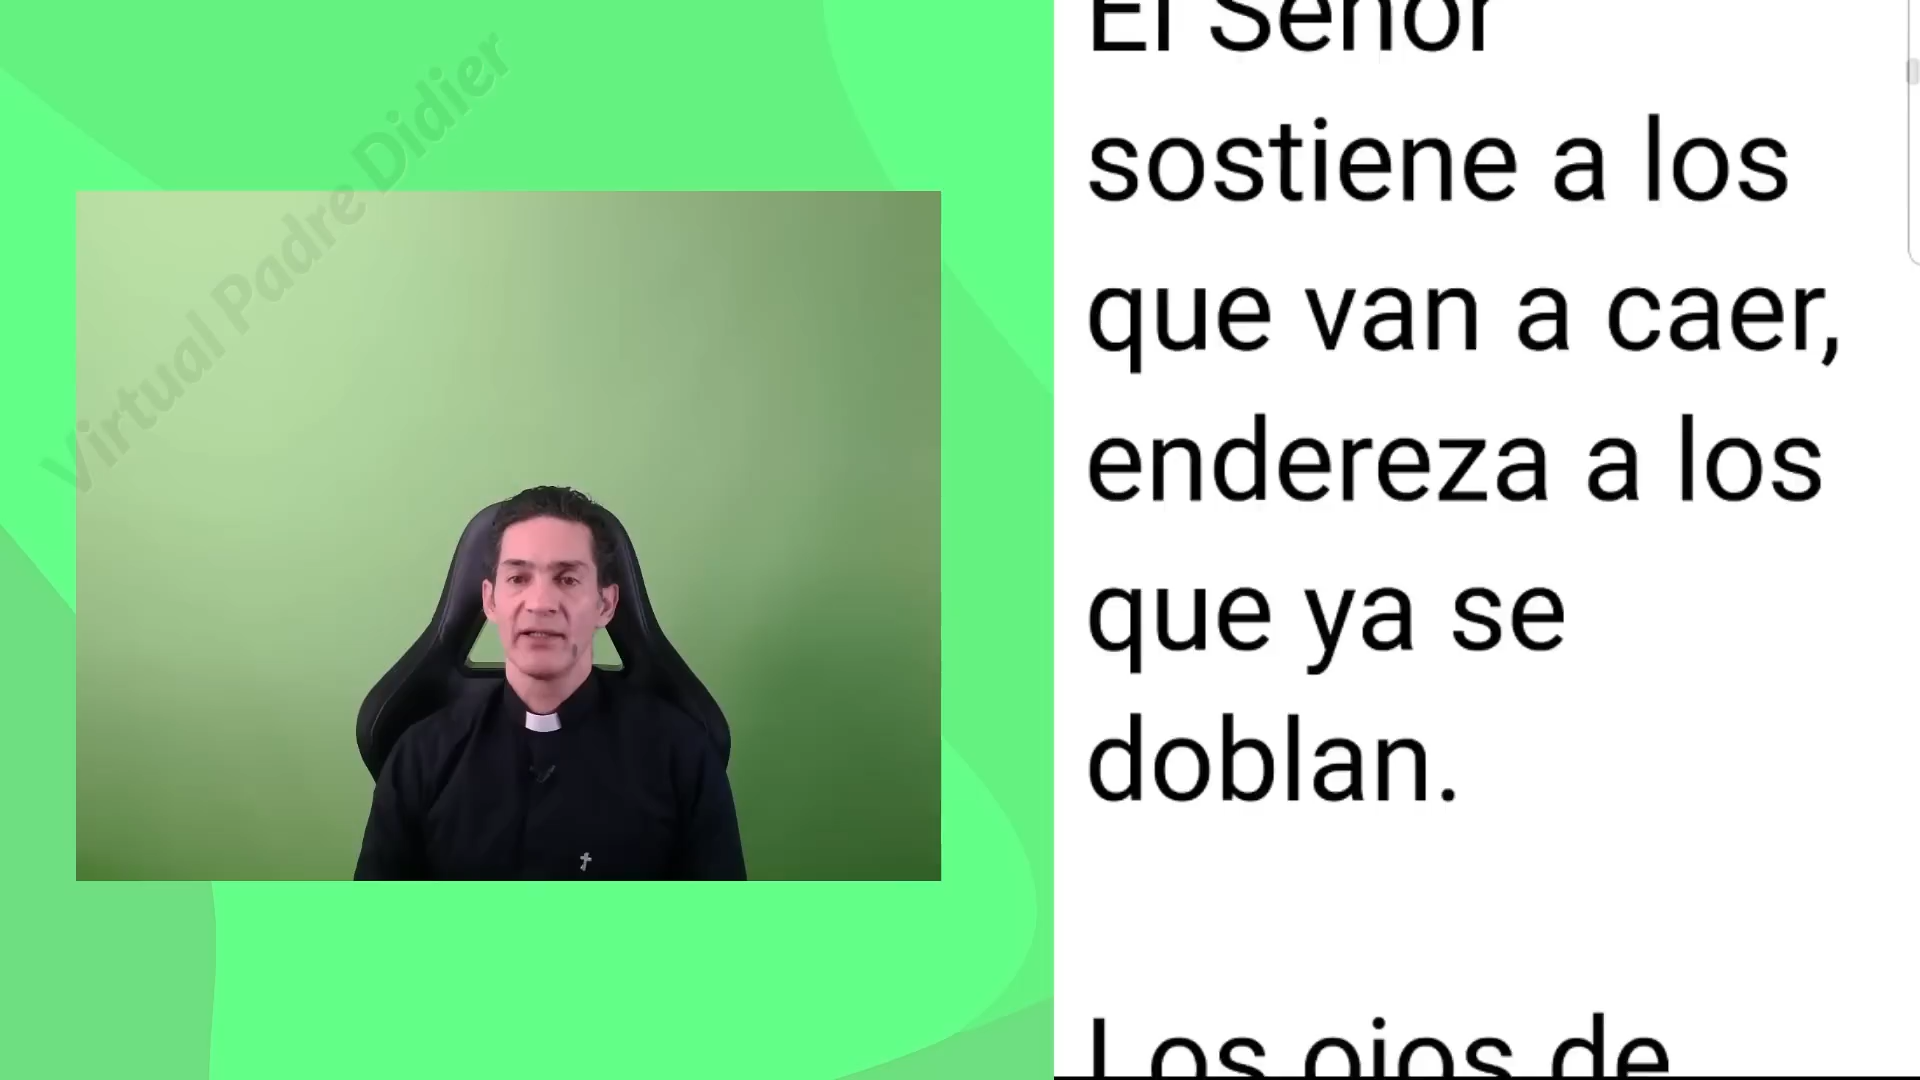 Virtual Padre Didier
El Señor
sostiene a los
que van a caer,
endereza a los
que ya se
doblan.
Los ojos de